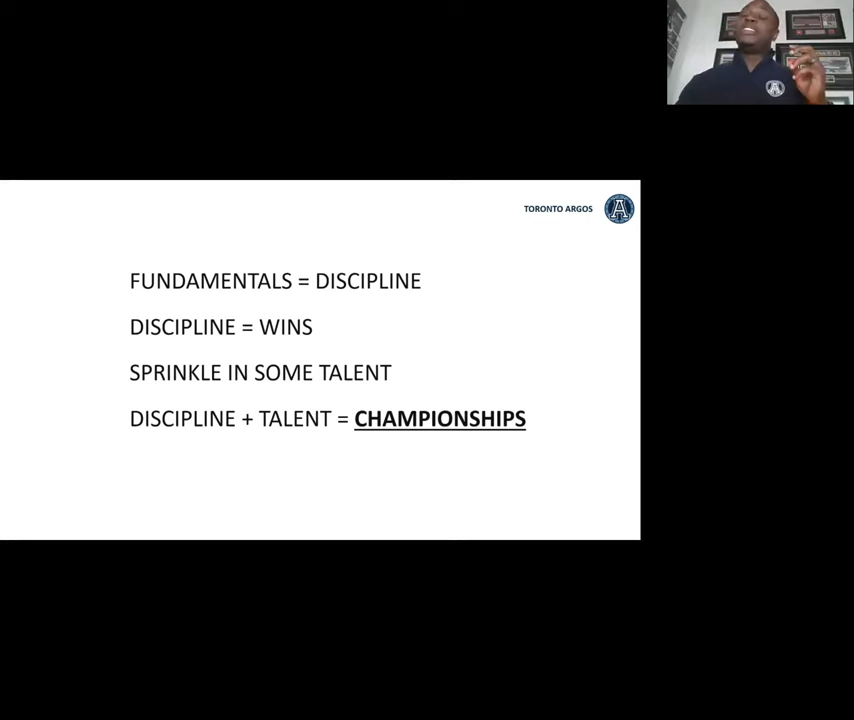 TORONTO ARGOS
FUNDAMENTALS = DISCIPLINE
DISCIPLINE = WINS
SPRINKLE IN SOME TALENT
DISCIPLINE + TALENT = CHAMPIONSHIPS